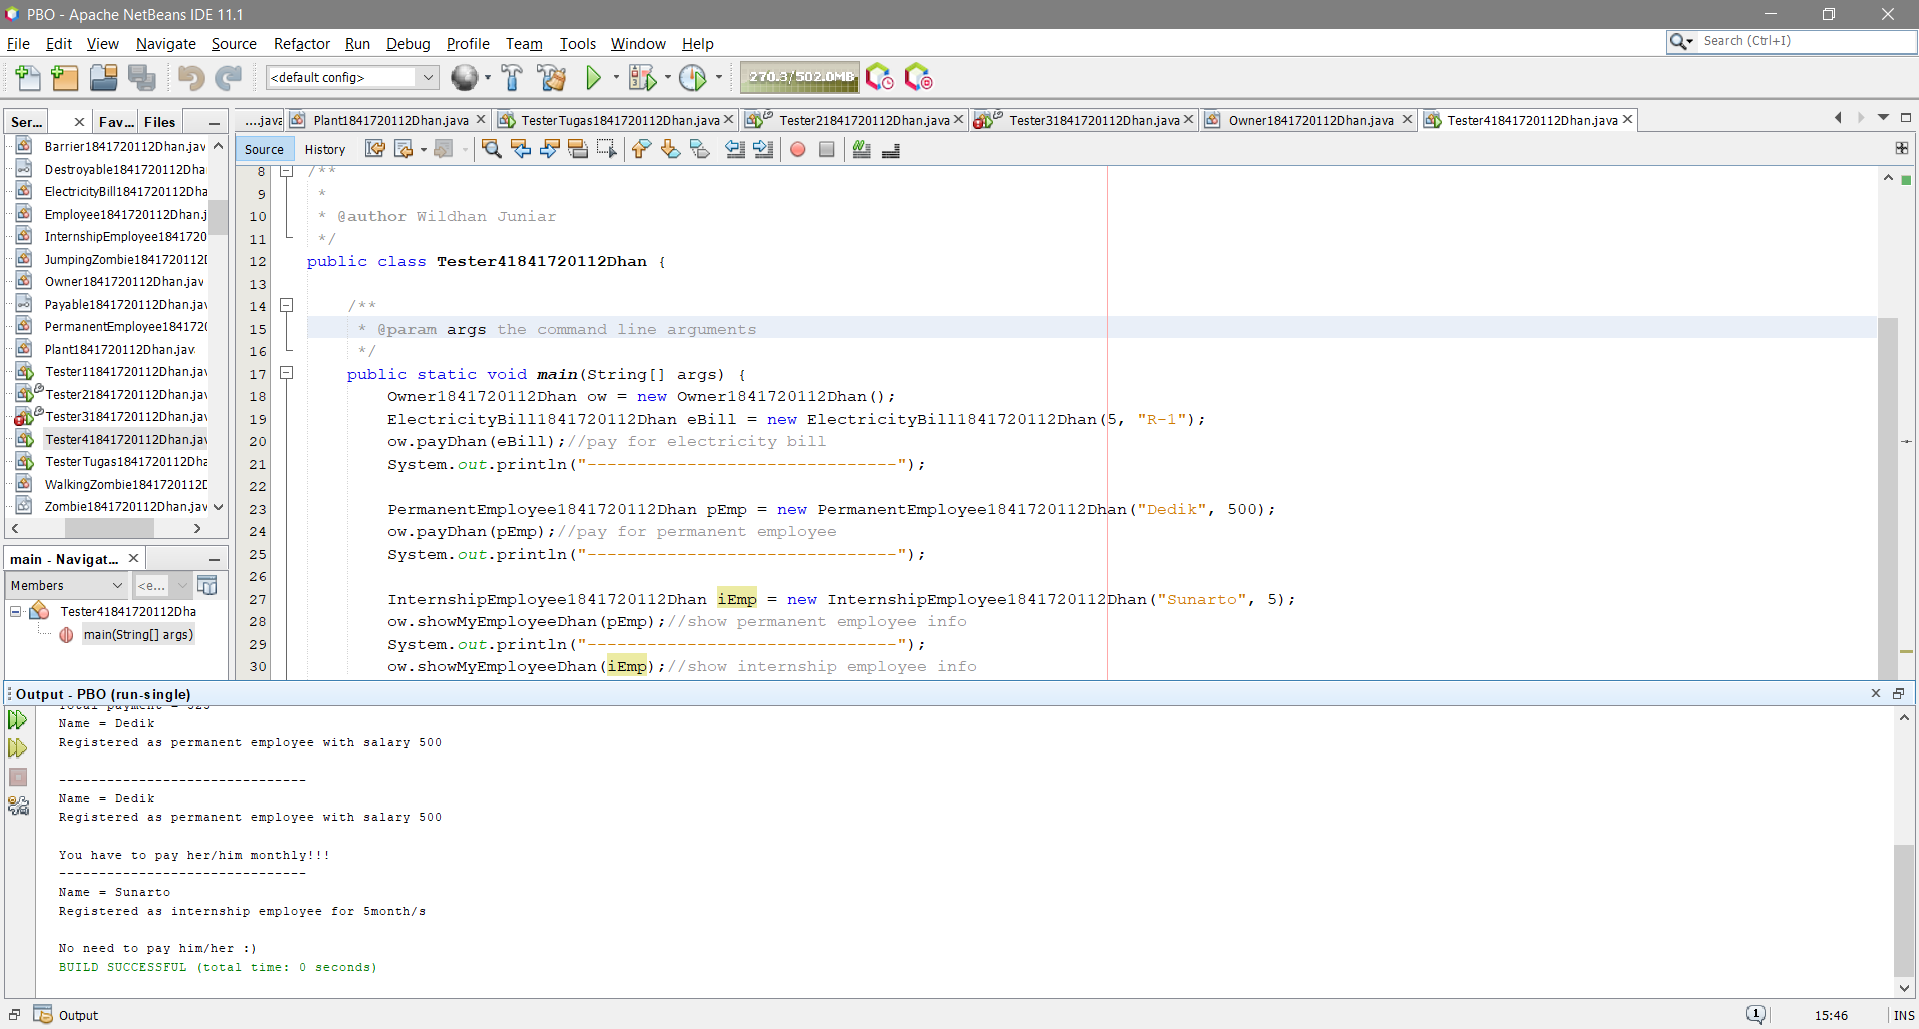 PBO - Apache NetBeans IDE 11.1
File Edit View Navigate Source Refactor Run Debug Profile Team Tools Window Help
Search (Ctrl+I)
<default config>
270.3/502.0MB
Ser... Fav... Files
....java Plant1841720112Dhan.java TesterTugas1841720112Dhan.java Tester21841720112Dhan.java Tester31841720112Dhan.java Owner1841720112Dhan.java Tester41841720112Dhan.java
Source History
Barrier1841720112Dhan.jav
Destroyable1841720112Dha
ElectricityBill1841720112Dha
Employee1841720112Dhan.j
InternshipEmployee1841720
JumpingZombie1841720112D
Owner1841720112Dhan.jav
Payable1841720112Dhan.jav
PermanentEmployee184172
Plant1841720112Dhan.jav
Tester11841720112Dhan.jav
Tester21841720112Dhan.jav
Tester31841720112Dhan.jav
Tester41841720112Dhan.jav
TesterTugas1841720112Dha
WalkingZombie1841720112D
Zombie1841720112Dhan.jav
main - Navigat...
Members <e...
Tester41841720112Dha
main(String[] args)
8 /**
9 *
10 * @author Wildhan Juniar
11 */
12 public class Tester41841720112Dhan {
13
14 /**
15 * @param args the command line arguments
16 */
17 public static void main(String[] args) {
18 Owner1841720112Dhan ow = new Owner1841720112Dhan();
19 ElectricityBill1841720112Dhan eBill = new ElectricityBill1841720112Dhan(5, "R-1");
20 ow.payDhan(eBill);//pay for electricity bill
21 System.out.println("-------------------------------");
22
23 PermanentEmployee1841720112Dhan pEmp = new PermanentEmployee1841720112Dhan("Dedik", 500);
24 ow.payDhan(pEmp);//pay for permanent employee
25 System.out.println("-------------------------------");
26
27 InternshipEmployee1841720112Dhan iEmp = new InternshipEmployee1841720112Dhan("Sunarto", 5);
28 ow.showMyEmployeeDhan(pEmp);//show permanent employee info
29 System.out.println("-------------------------------");
30 ow.showMyEmployeeDhan(iEmp);//show internship employee info
Output - PBO (run-single)
Total payment = 525
Name = Dedik
Registered as permanent employee with salary 500
-------------------------------
Name = Dedik
Registered as permanent employee with salary 500
You have to pay her/him monthly!!!
-------------------------------
Name = Sunarto
Registered as internship employee for 5month/s
No need to pay him/her :)
BUILD SUCCESSFUL (total time: 0 seconds)
Output
1
15:46 INS